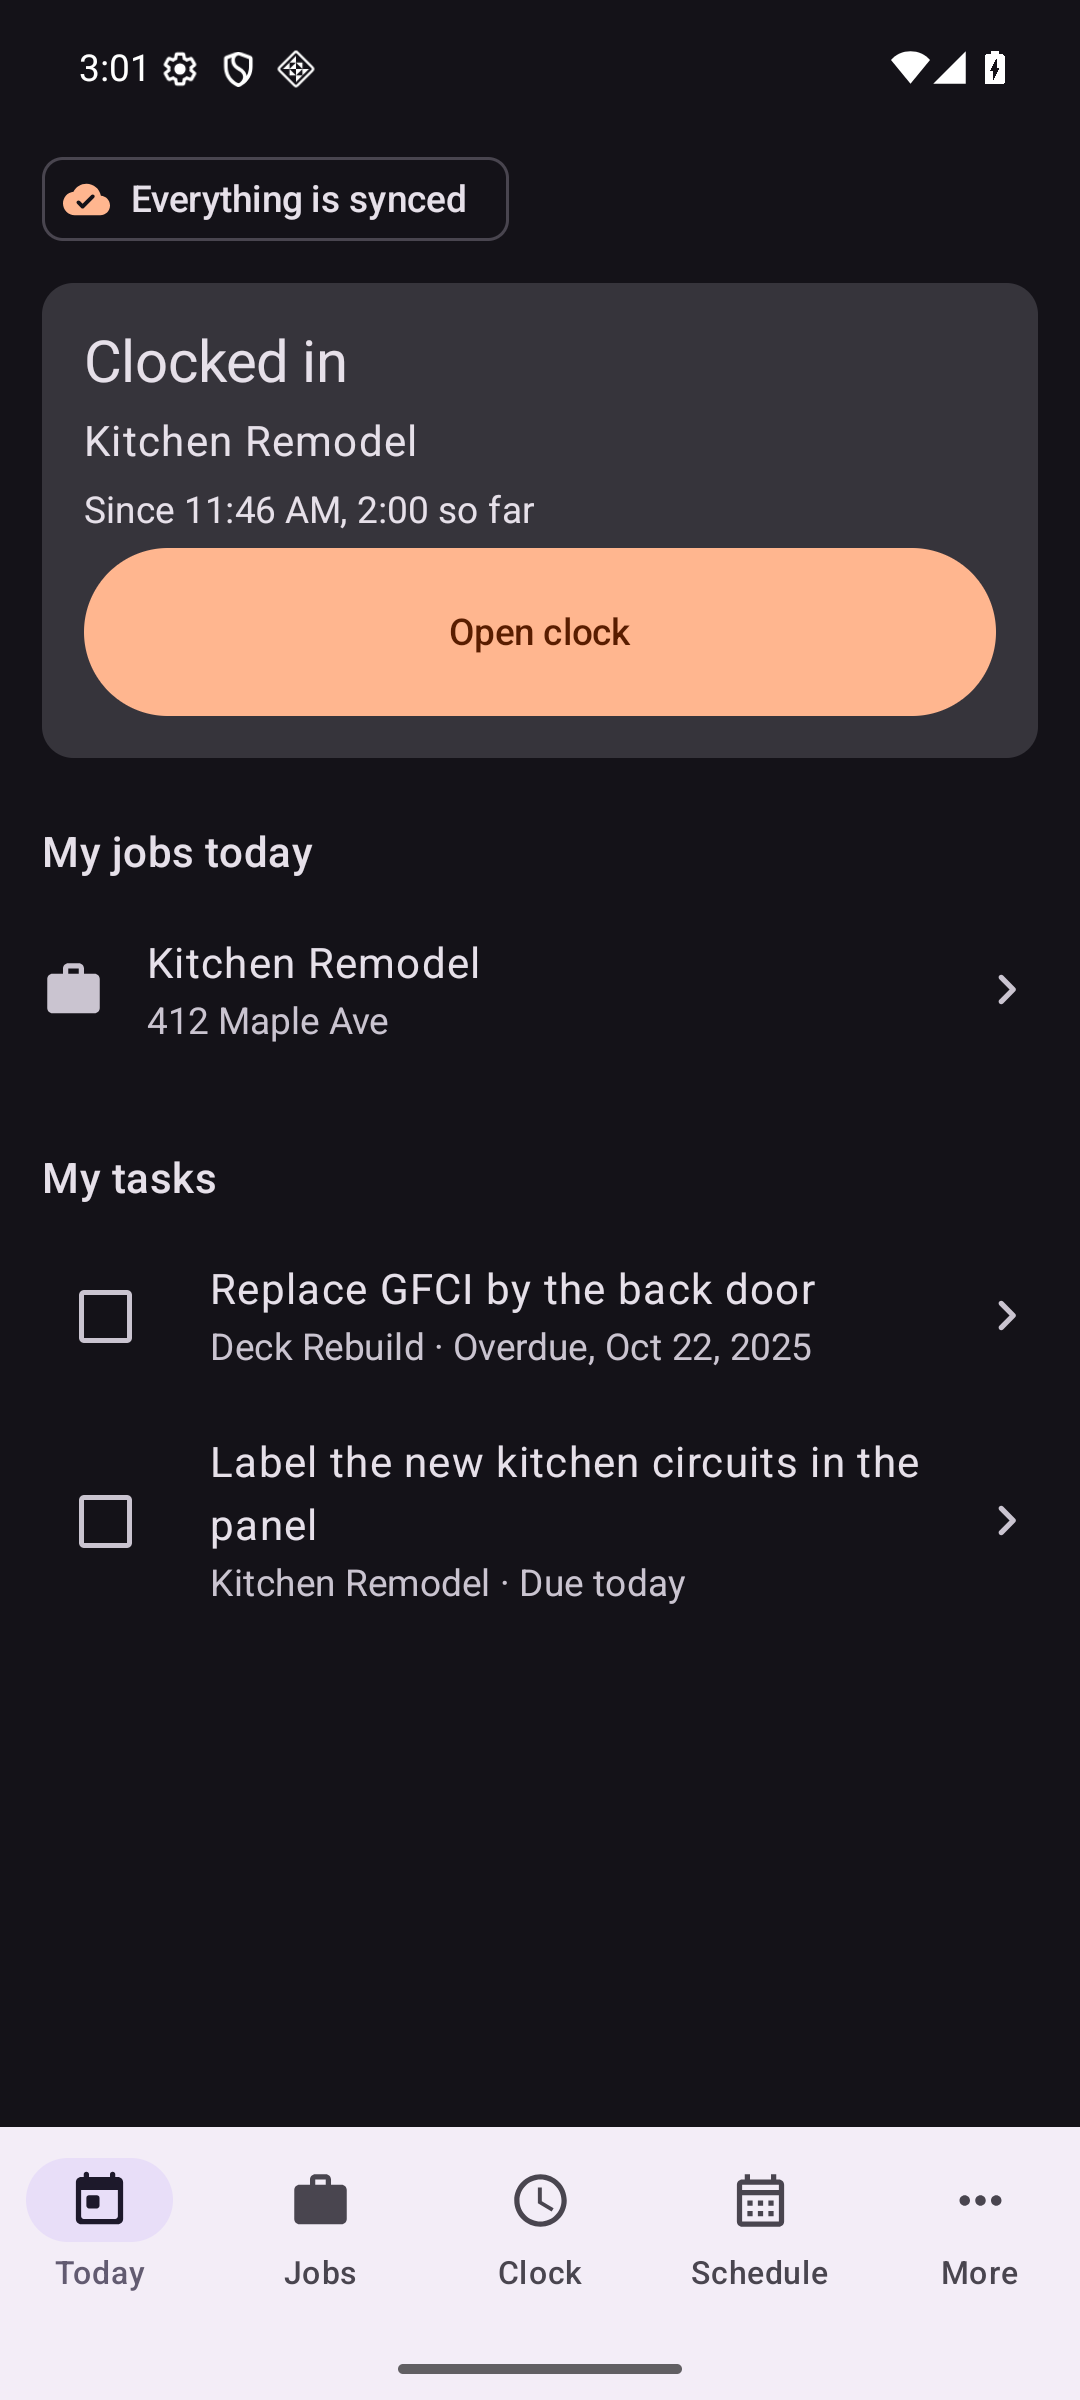 3:01
Everything is synced
Clocked in
Kitchen Remodel
Since 11:46 AM, 2:00 so far
Open clock
My jobs today
Kitchen Remodel
412 Maple Ave
My tasks
Replace GFCI by the back door
Deck Rebuild · Overdue, Oct 22, 2025
Label the new kitchen circuits in the
panel
Kitchen Remodel · Due today
Today
Jobs
Clock
Schedule
More